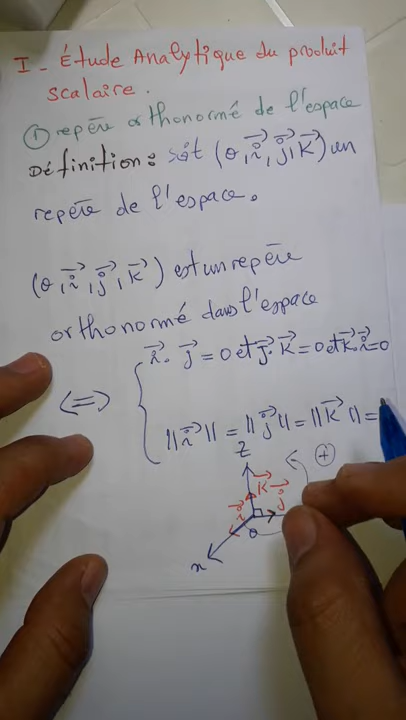 I - Étude Analytique du produit
scalaire.
① repère orthonormé de l'espace
Définition: soit (o, i⃗, j⃗, k⃗) un
repère de l'espace.
(o, i⃗, j⃗, k⃗) est un repère
orthonormé dans l'espace
⇔ { i⃗. j⃗ = 0 et j⃗. k⃗ = 0 et k⃗. i⃗ = 0
||i⃗|| = ||j⃗|| = ||k⃗|| =
z
⊕
k⃗
i⃗ j⃗
o
x